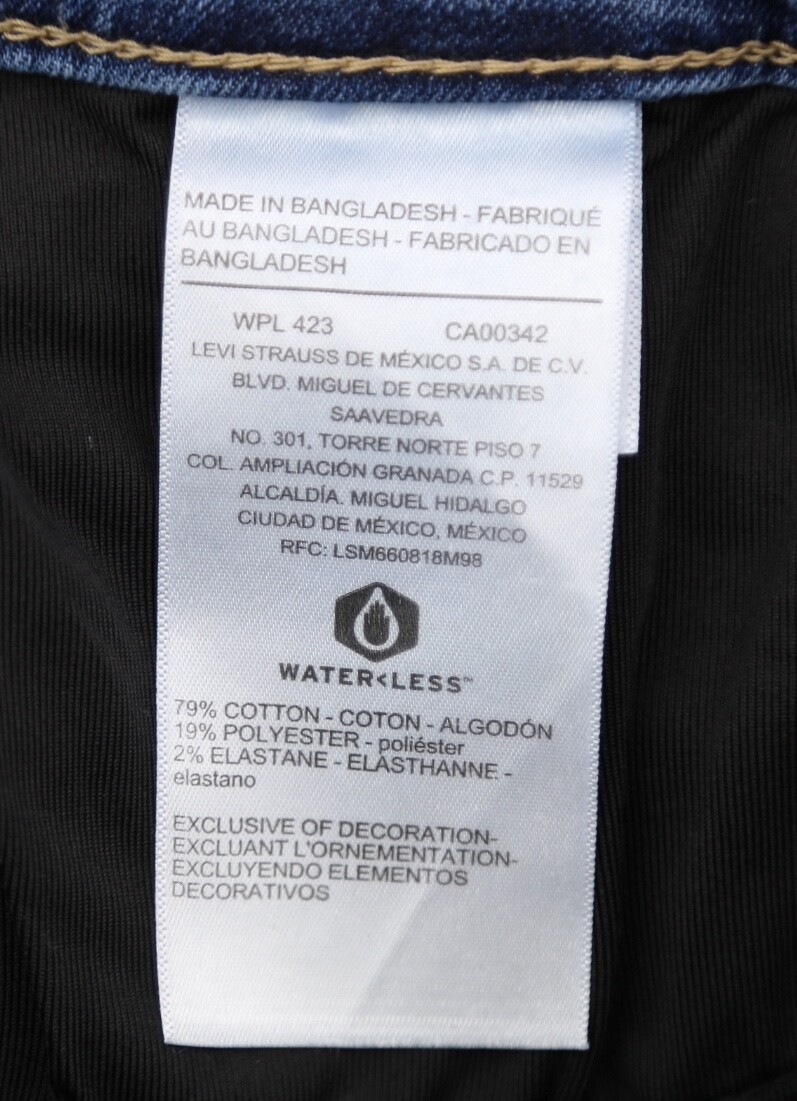 MADE IN BANGLADESH - FABRIQUÉ
AU BANGLADESH - FABRICADO EN
BANGLADESH
WPL 423 CA00342
LEVI STRAUSS DE MÉXICO S.A. DE C.V.
BLVD. MIGUEL DE CERVANTES
SAAVEDRA
NO. 301, TORRE NORTE PISO 7
COL. AMPLIACIÓN GRANADA C.P. 11529
ALCALDÍA. MIGUEL HIDALGO
CIUDAD DE MÉXICO, MÉXICO
RFC: LSM660818M98
WATER<LESS™
79% COTTON - COTON - ALGODÓN
19% POLYESTER - poliéster
2% ELASTANE - ELASTHANNE -
elastano
EXCLUSIVE OF DECORATION-
EXCLUANT L'ORNEMENTATION-
EXCLUYENDO ELEMENTOS
DECORATIVOS